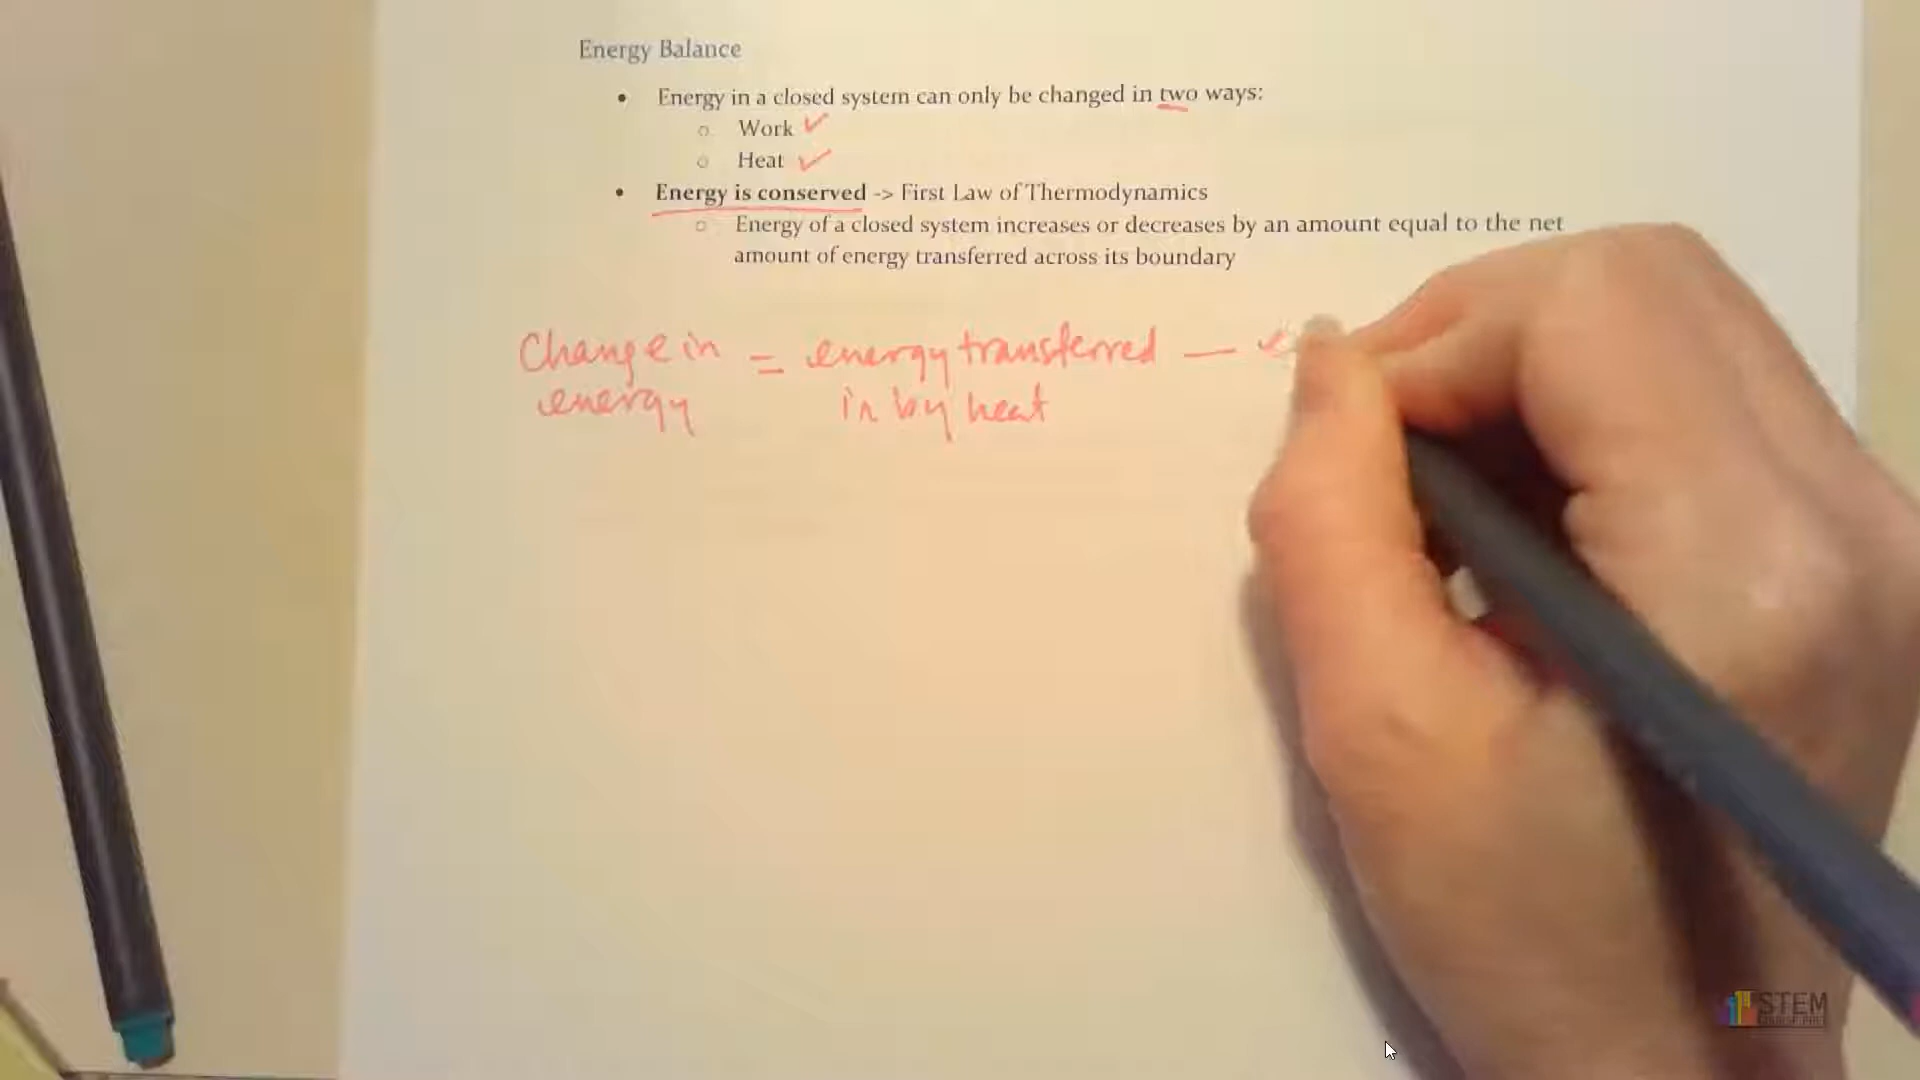 Energy Balance
• Energy in a closed system can only be changed in two ways:
o Work ✓
o Heat ✓
• Energy is conserved -> First Law of Thermodynamics
o Energy of a closed system increases or decreases by an amount equal to the net
amount of energy transferred across its boundary
Change in = energy transferred —
energy in by heat
STEM